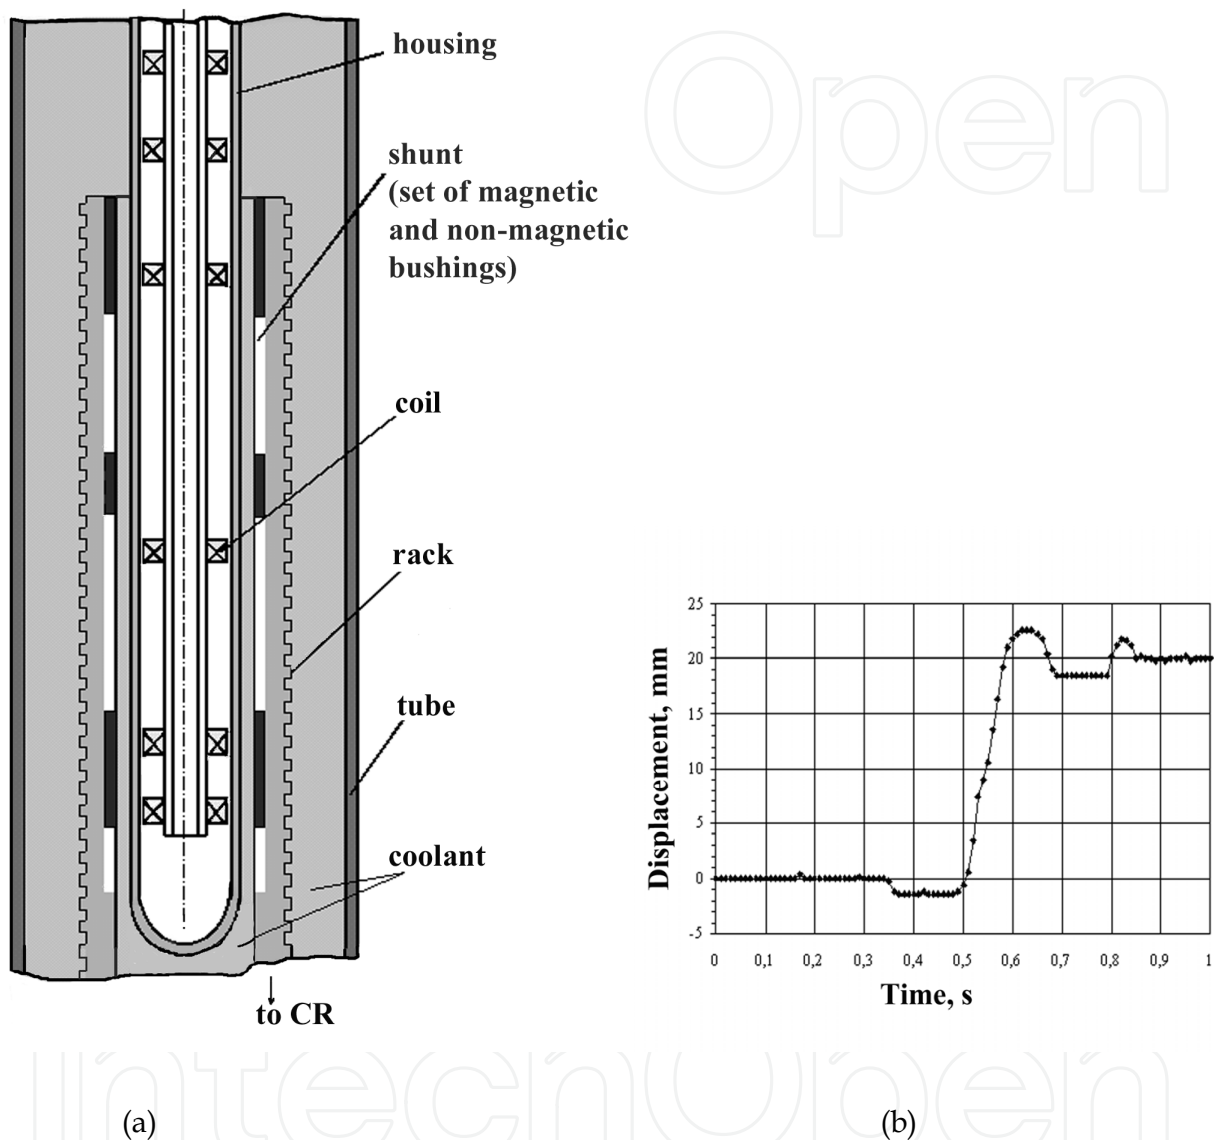 Open
housing
shunt
(set of magnetic
and non-magnetic
bushings)
coil
rack
tube
coolant
to CR
25
20
15
10
5
0
-5
0
0,1
0,2
0,3
0,4
0,5
0,6
0,7
0,8
0,9
1
Displacement, mm
Time, s
IntechOpen
(a)
(b)